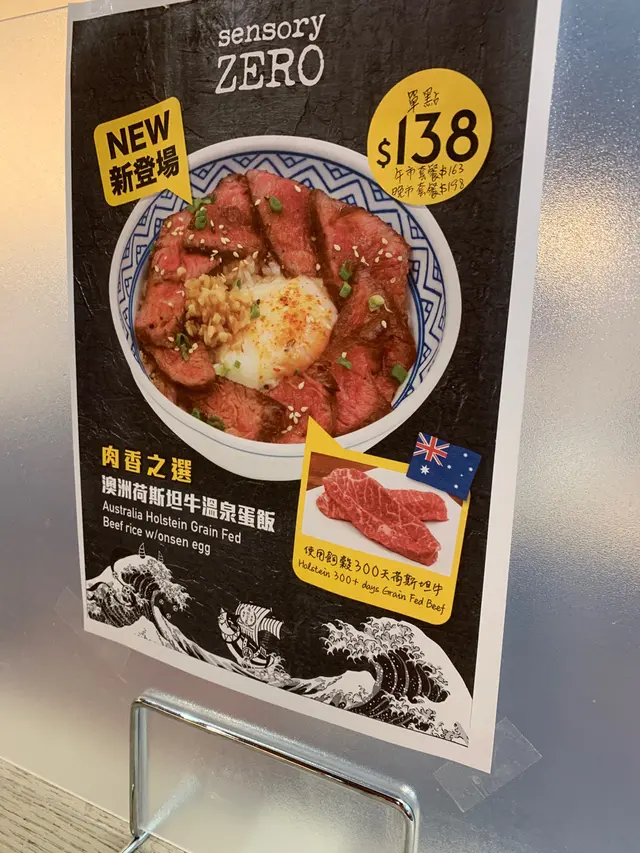 sensory
ZERO
NEW
新登場
單點
$138
午市套餐$163
晚市套餐$198
肉香之選
澳洲荷斯坦牛溫泉蛋飯
Australia Holstein Grain Fed
Beef rice w/onsen egg
使用飼穀300天荷斯坦牛
Holstein 300+ days Grain Fed Beef